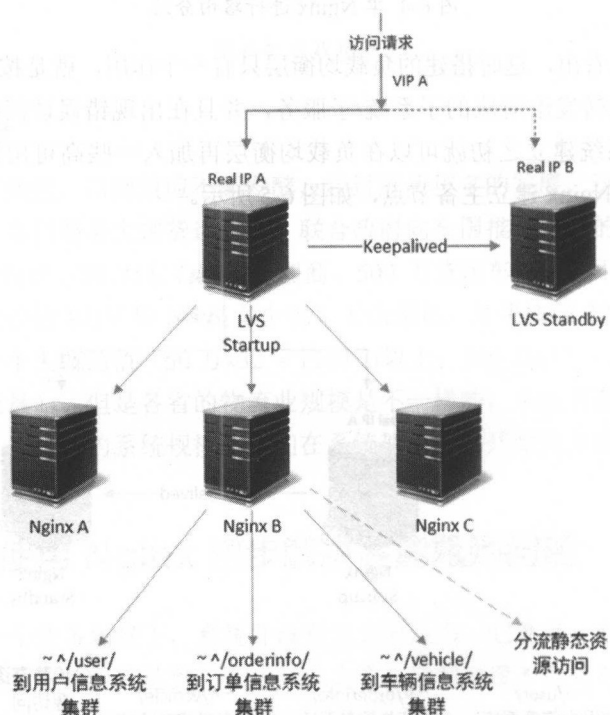 访问请求
VIP A
Real IP A
Real IP B
Keepalived
LVS
Startup
LVS Standby
Nginx A
Nginx B
Nginx C
~ ^/user/
到用户信息系统
集群
~ ^/orderinfo/
到订单信息系统
集群
~ ^/vehicle/
到车辆信息系统
集群
分流静态资
源访问